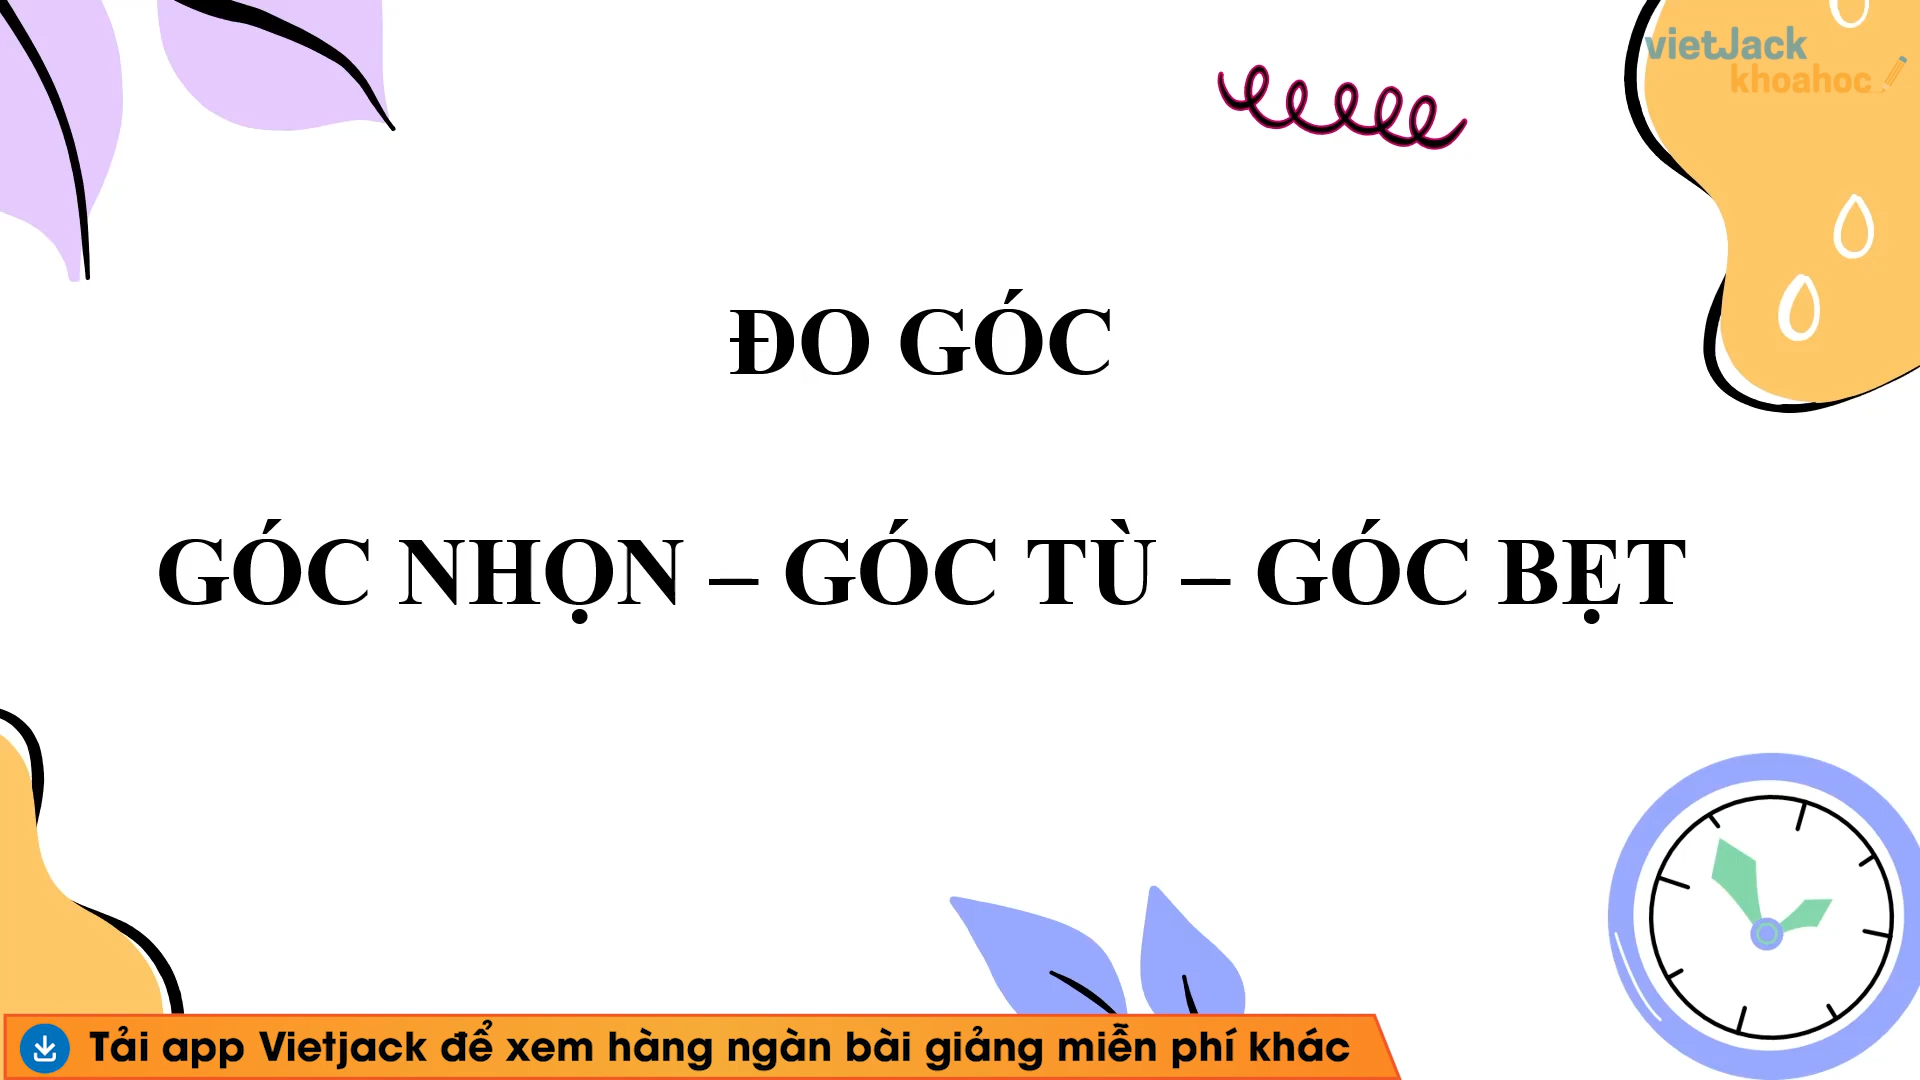 vietJack
khoahoc
ĐO GÓC
GÓC NHỌN – GÓC TÙ – GÓC BẸT
Tải app Vietjack để xem hàng ngàn bài giảng miễn phí khác